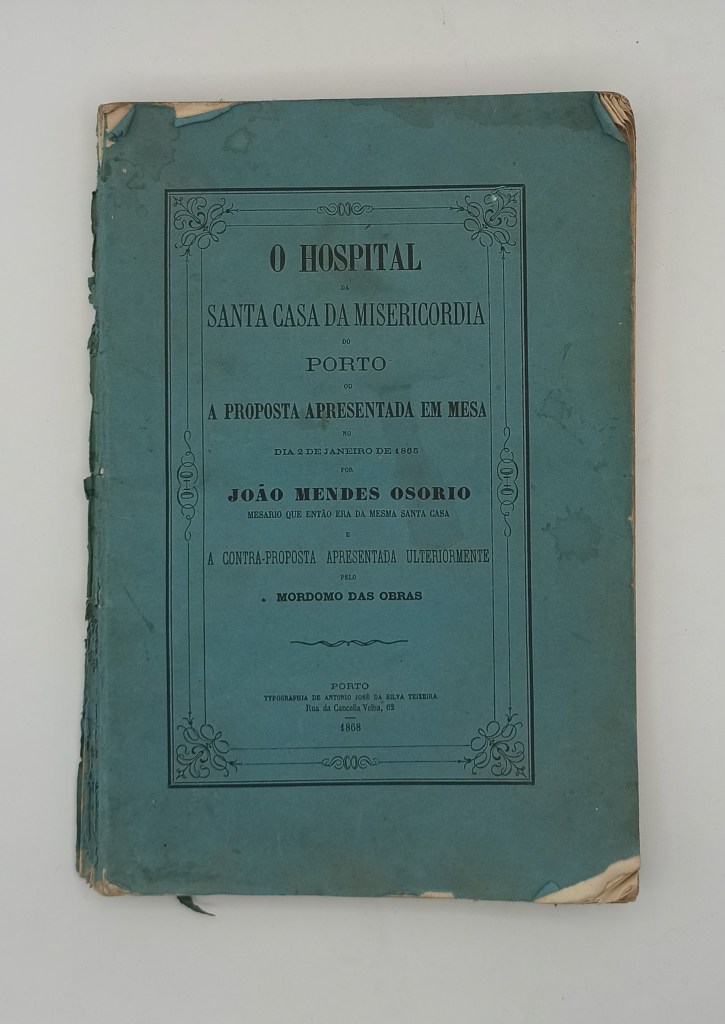 O HOSPITAL
DA
SANTA CASA DA MISERICORDIA
DO
PORTO
OU
A PROPOSTA APRESENTADA EM MESA
NO
DIA 2 DE JANEIRO DE 1865
POR
JOÃO MENDES OSORIO
MESARIO QUE ENTÃO ERA DA MESMA SANTA CASA
E
A CONTRA-PROPOSTA APRESENTADA ULTERIORMENTE
PELO
MORDOMO DAS OBRAS
PORTO
TYPOGRAPHIA DE ANTONIO JOSÉ DA SILVA TEIXEIRA
Rua da Cancella Velha, 62
1868